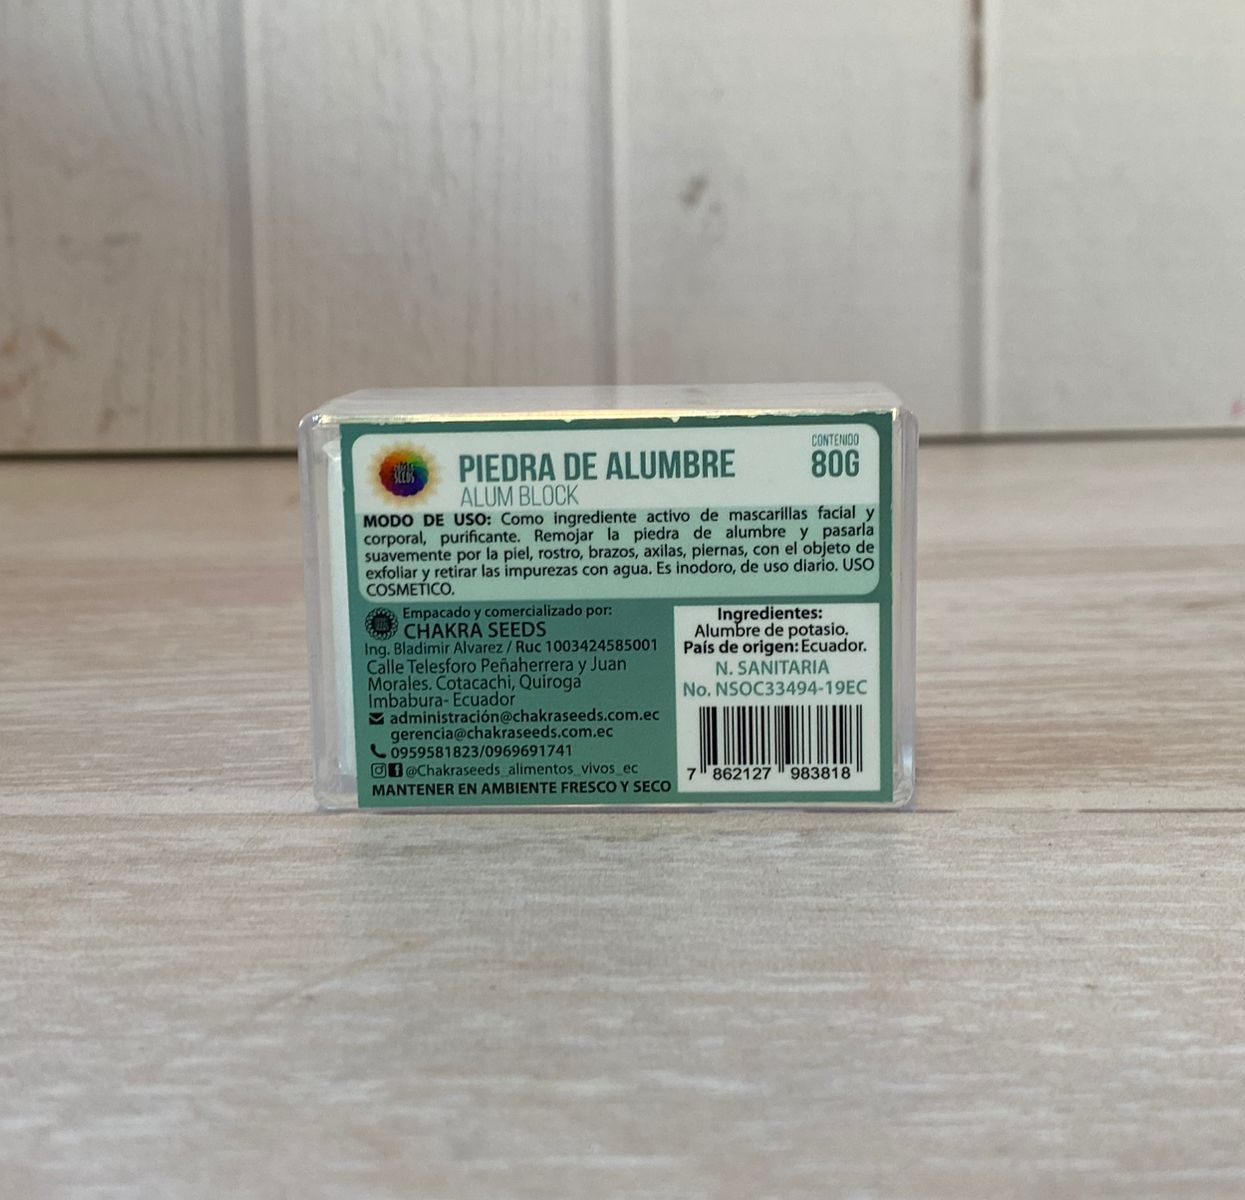 PIEDRA DE ALUMBRE
ALUM BLOCK
CONTENIDO
80G
SEEDS
MODO DE USO: Como ingrediente activo de mascarillas facial y
corporal, purificante. Remojar la piedra de alumbre y pasarla
suavemente por la piel, rostro, brazos, axilas, piernas, con el objeto de
exfoliar y retirar las impurezas con agua. Es inodoro, de uso diario. USO
COSMETICO.
Empacado y comercializado por:
CHAKRA SEEDS
Ing. Bladimir Alvarez / Ruc 1003424585001
Calle Telesforo Peñaherrera y Juan
Morales. Cotacachi, Quiroga
Imbabura- Ecuador
administración@chakraseeds.com.ec
gerencia@chakraseeds.com.ec
0959581823/0969691741
@Chakraseeds_alimentos_vivos_ec
MANTENER EN AMBIENTE FRESCO Y SECO
Ingredientes:
Alumbre de potasio.
País de origen: Ecuador.
N. SANITARIA
No. NSOC33494-19EC
7 862127 983818